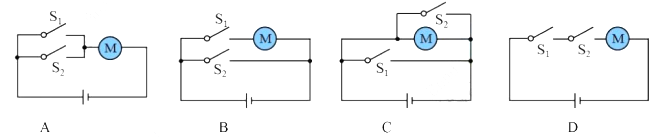 S₁ M S₂
S₁ M S₂
S₂ M S₁
S₁ S₂ M
A B C D